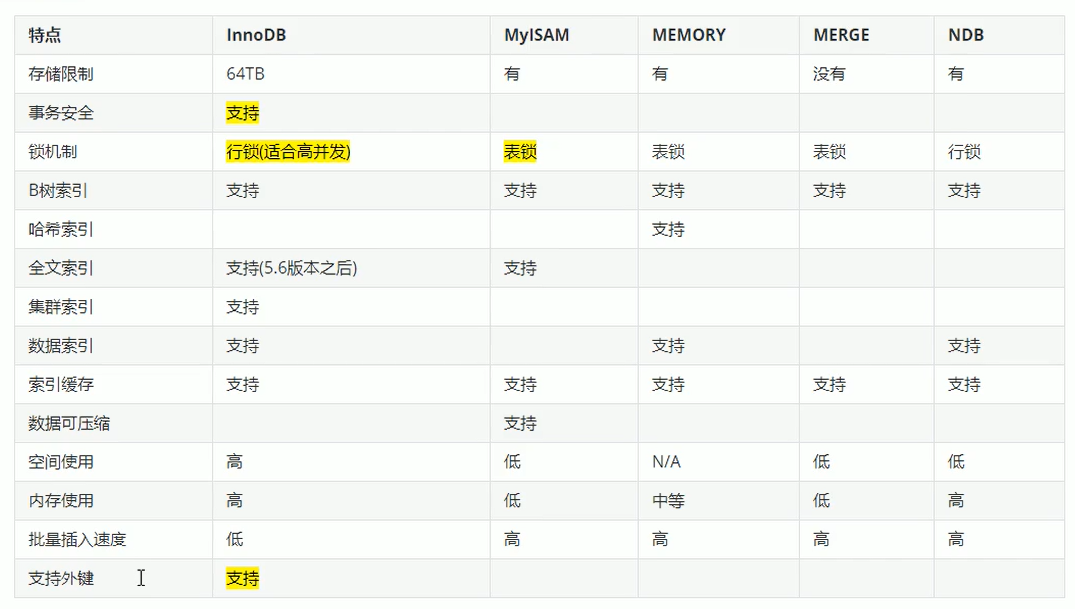 特点 InnoDB MyISAM MEMORY MERGE NDB
存储限制 64TB 有 有 没有 有
事务安全 支持
锁机制 行锁(适合高并发) 表锁 表锁 表锁 行锁
B树索引 支持 支持 支持 支持 支持
哈希索引 支持
全文索引 支持(5.6版本之后) 支持
集群索引 支持
数据索引 支持 支持 支持
索引缓存 支持 支持 支持 支持 支持
数据可压缩 支持
空间使用 高 低 N/A 低 低
内存使用 高 低 中等 低 高
批量插入速度 低 高 高 高 高
支持外键 支持